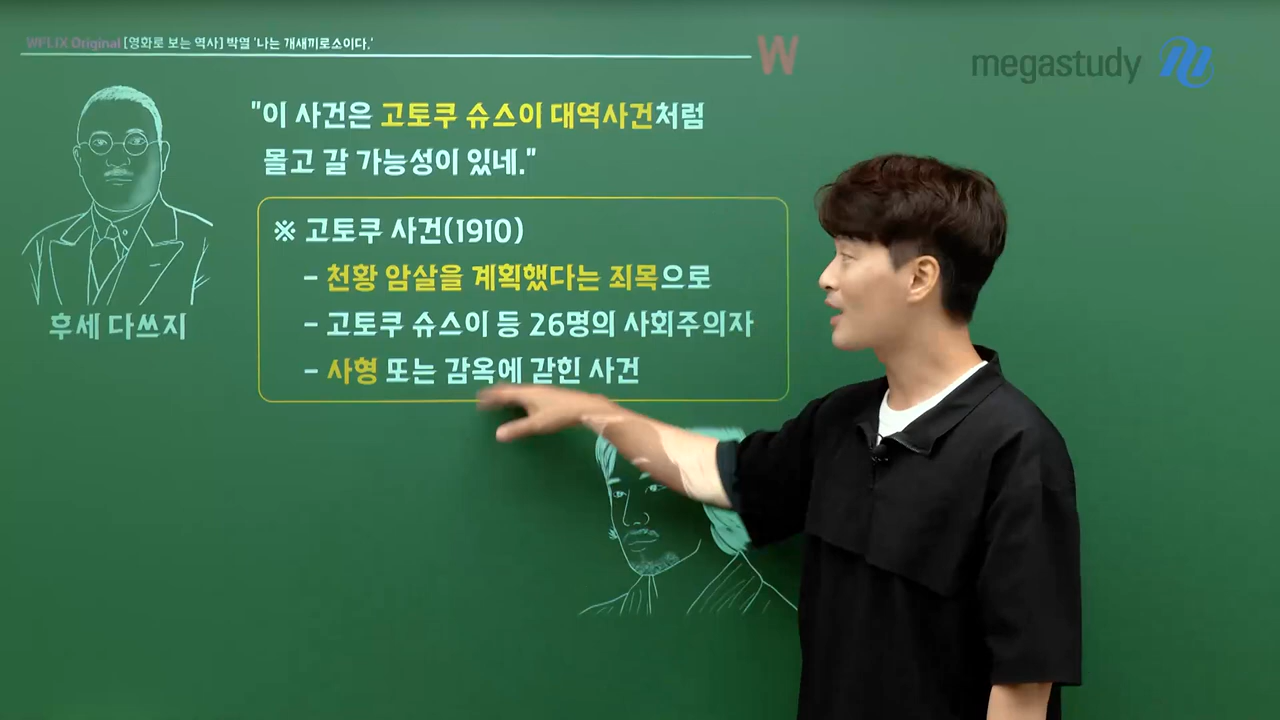 WFLIX Original [영화로 보는 역사] 박열 '나는 개새끼로소이다.'
W
megastudy
"이 사건은 고토쿠 슈스이 대역사건처럼
몰고 갈 가능성이 있네."
※ 고토쿠 사건(1910)
- 천황 암살을 계획했다는 죄목으로
- 고토쿠 슈스이 등 26명의 사회주의자
- 사형 또는 감옥에 갇힌 사건
후세 다쓰지